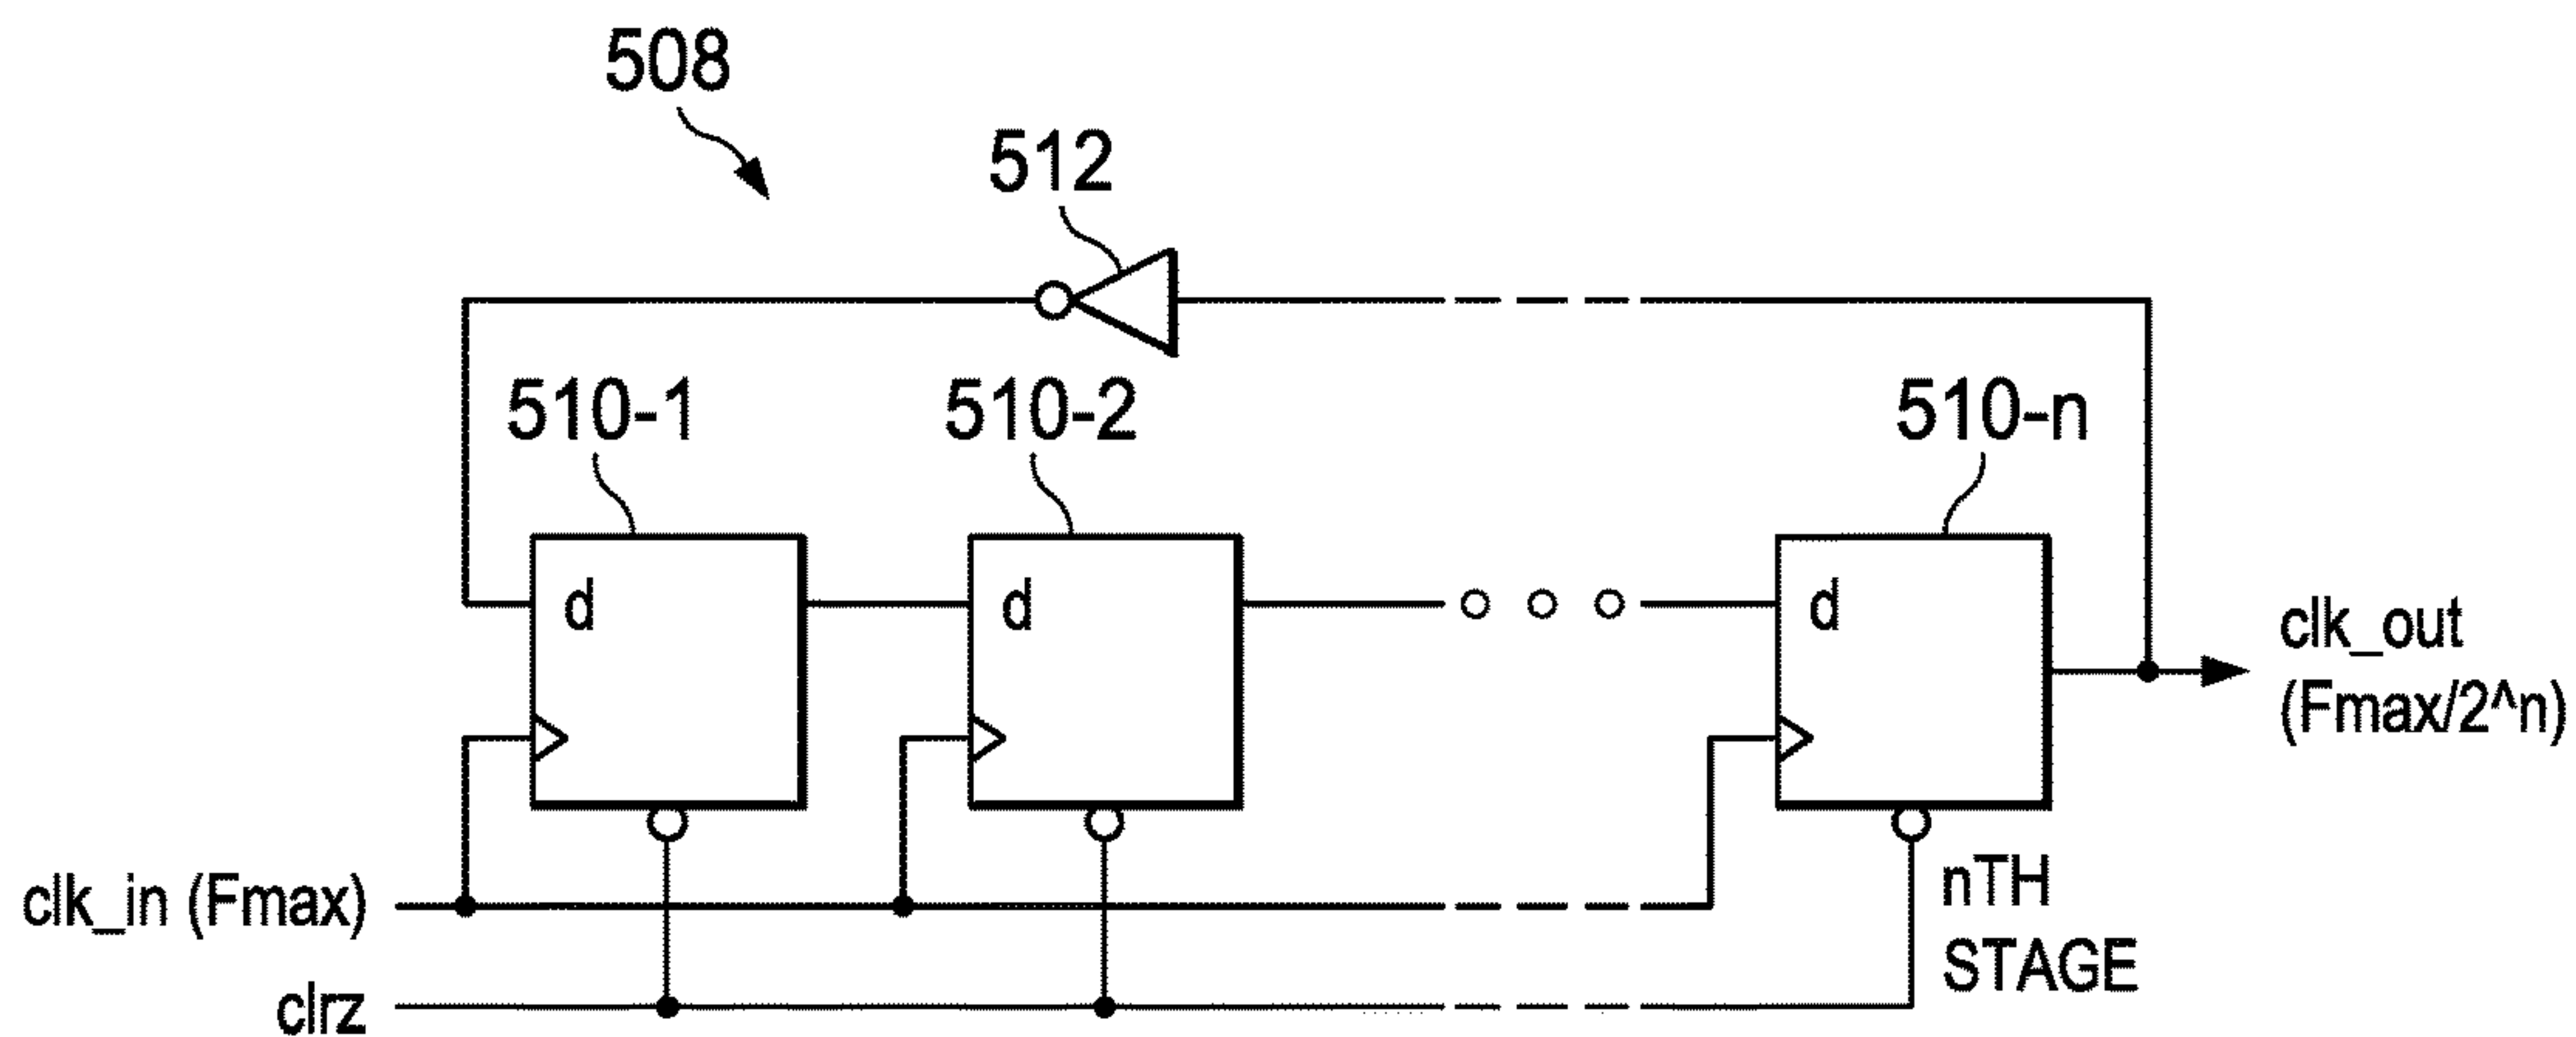 508
512
510-1
510-2
510-n
d
d
d
clk_out
(Fmax/2^n)
clk_in (Fmax)
nTH
STAGE
clrz